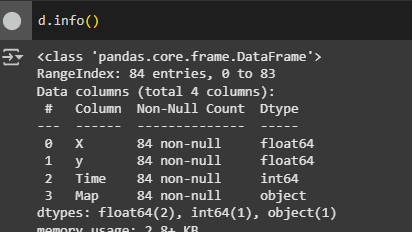 d.info()
<class 'pandas.core.frame.DataFrame'>
RangeIndex: 84 entries, 0 to 83
Data columns (total 4 columns):
 #   Column  Non-Null Count  Dtype
---  ------  --------------  -----
 0   X       84 non-null     float64
 1   y       84 non-null     float64
 2   Time    84 non-null     int64
 3   Map     84 non-null     object
dtypes: float64(2), int64(1), object(1)
memory usage: 2.8+ KB